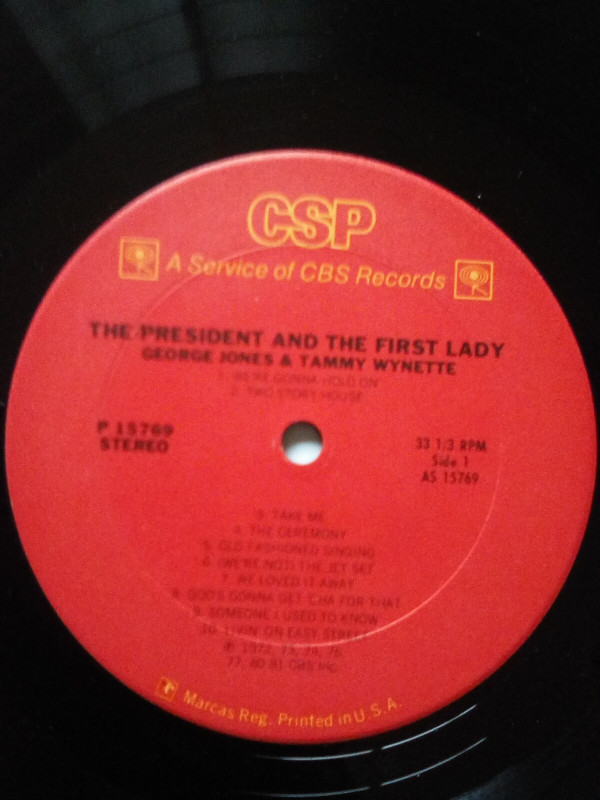 CSP
A Service of CBS Records
THE PRESIDENT AND THE FIRST LADY
GEORGE JONES & TAMMY WYNETTE
1. WE'RE GONNA HOLD ON
2. TWO STORY HOUSE
P 15769
STEREO
33 1/3 RPM
Side 1
AS 15769
3. TAKE ME
4. THE CEREMONY
5. OLD FASHIONED SINGING
6. (WE'RE NOT) THE JET SET
7. WE LOVED IT AWAY
8. GOD'S GONNA GET 'CHA FOR THAT
9. SOMEONE I USED TO KNOW
10. LIVIN' ON EASY STREET
℗ 1972, 73, 74, 76
77, 80 81 CBS Inc.
Marcas Reg. Printed in U.S.A.